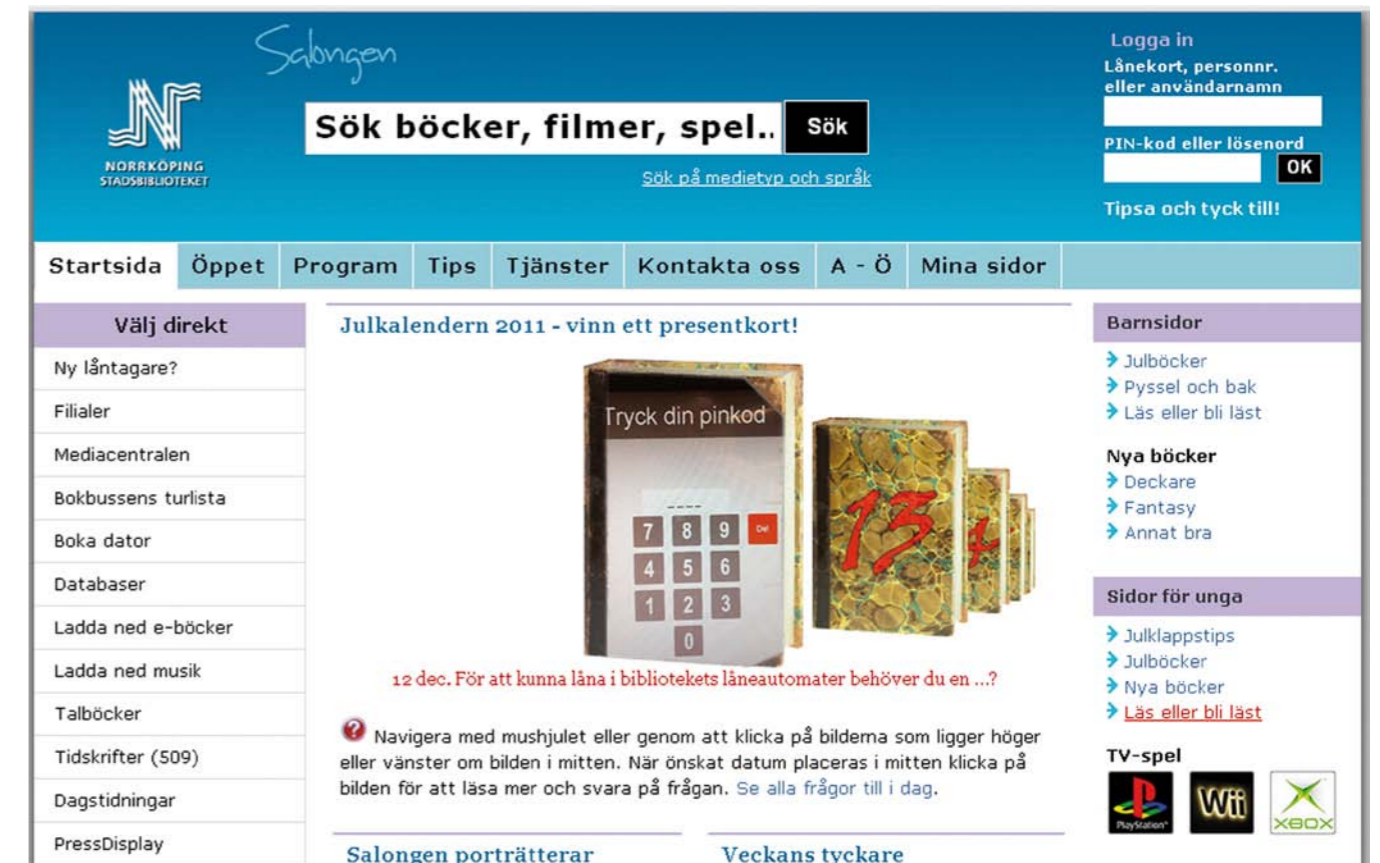 Salongen
NORRKÖPING
STADSBIBLIOTEKET
Sök böcker, filmer, spel..
Sök
Sök på medietyp och språk
Logga in
Lånekort, personnr.
eller användarnamn
PIN-kod eller lösenord
OK
Tipsa och tyck till!
Startsida Öppet Program Tips Tjänster Kontakta oss A - Ö Mina sidor
Välj direkt
Ny låntagare?
Filialer
Mediacentralen
Bokbussens turlista
Boka dator
Databaser
Ladda ned e-böcker
Ladda ned musik
Talböcker
Tidskrifter (509)
Dagstidningar
PressDisplay
Julkalendern 2011 - vinn ett presentkort!
Tryck din pinkod
7 8 9 Del
4 5 6
1 2 3
0
13
12 dec. För att kunna låna i bibliotekets låneautomater behöver du en ...?
Navigera med mushjulet eller genom att klicka på bilderna som ligger höger
eller vänster om bilden i mitten. När önskat datum placeras i mitten klicka på
bilden för att läsa mer och svara på frågan. Se alla frågor till i dag.
Salongen porträtterar
Veckans tyckare
Barnsidor
Julböcker
Pyssel och bak
Läs eller bli läst
Nya böcker
Deckare
Fantasy
Annat bra
Sidor för unga
Julklappstips
Julböcker
Nya böcker
Läs eller bli läst
TV-spel
PlayStation
Wii
XBOX